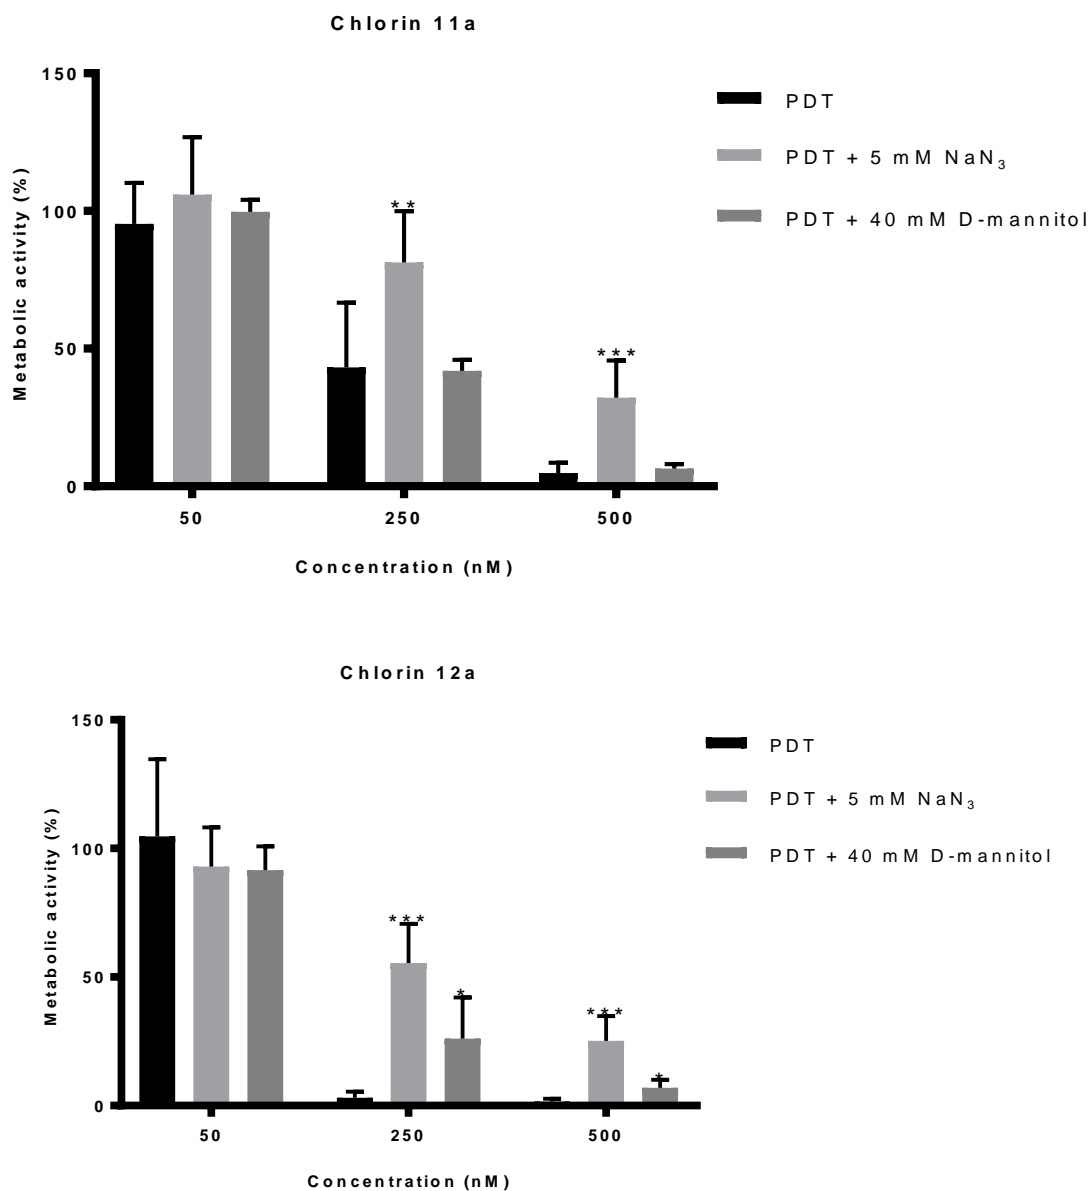 Chlorin 11a
150
100
50
0
Metabolic activity (%)
**
***
50 250 500
Concentration (nM)
PDT
PDT + 5 mM NaN₃
PDT + 40 mM D-mannitol
Chlorin 12a
150
100
50
0
Metabolic activity (%)
***
*
***
*
50 250 500
Concentration (nM)
PDT
PDT + 5 mM NaN₃
PDT + 40 mM D-mannitol